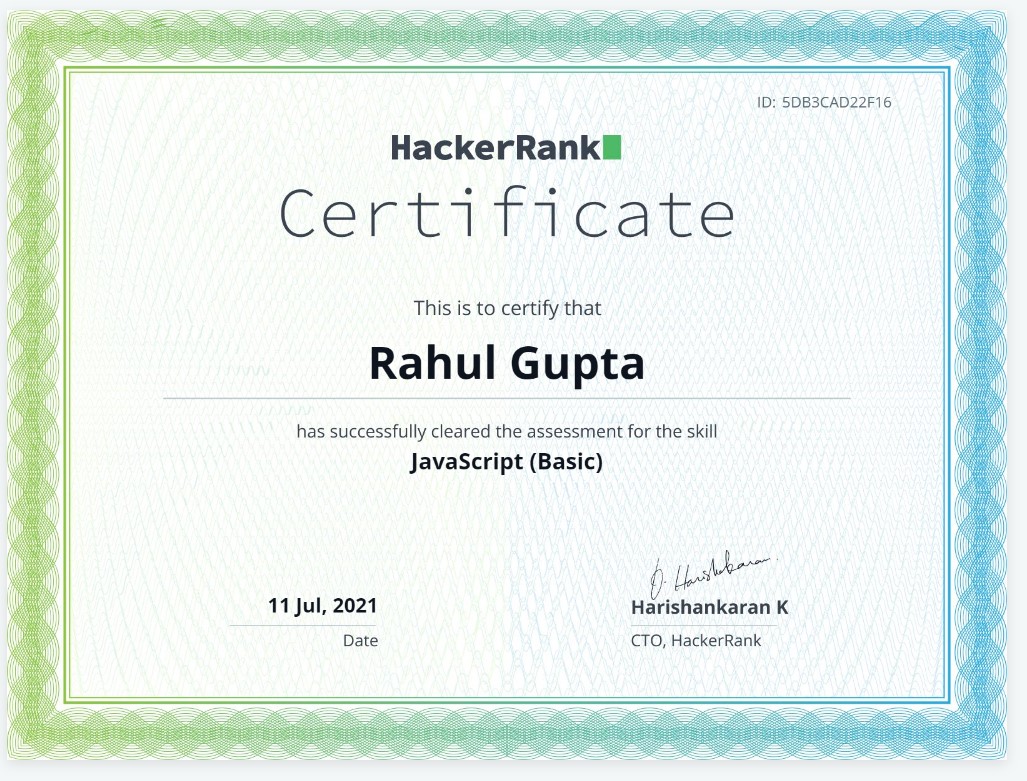 ID: 5DB3CAD22F16
HackerRank
Certificate
This is to certify that
Rahul Gupta
has successfully cleared the assessment for the skill
JavaScript (Basic)
11 Jul, 2021
Date
Harishankaran K
CTO, HackerRank